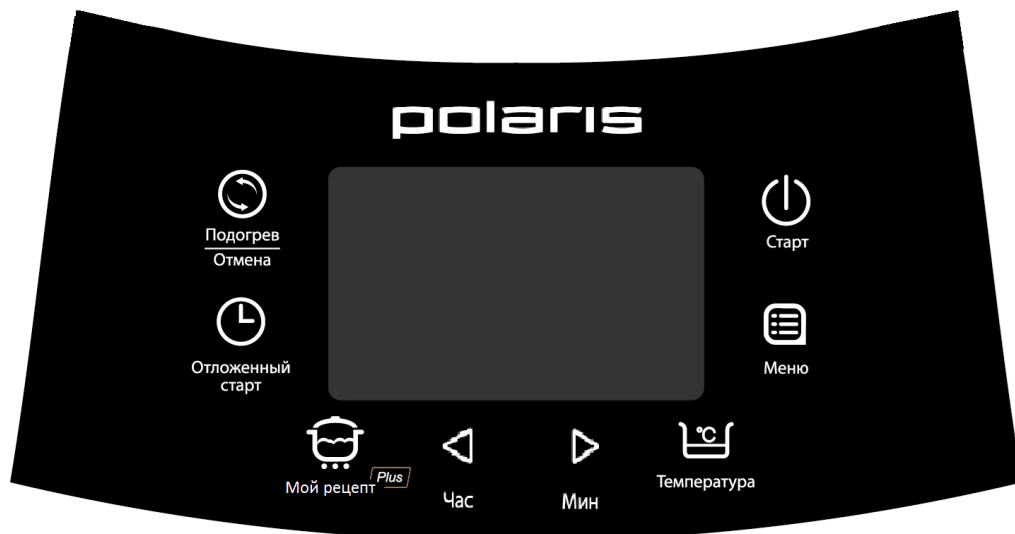 polaris
Подогрев
Отмена
Старт
Отложенный
старт
Меню
Мой рецепт Plus
Час
Мин
°C
Температура